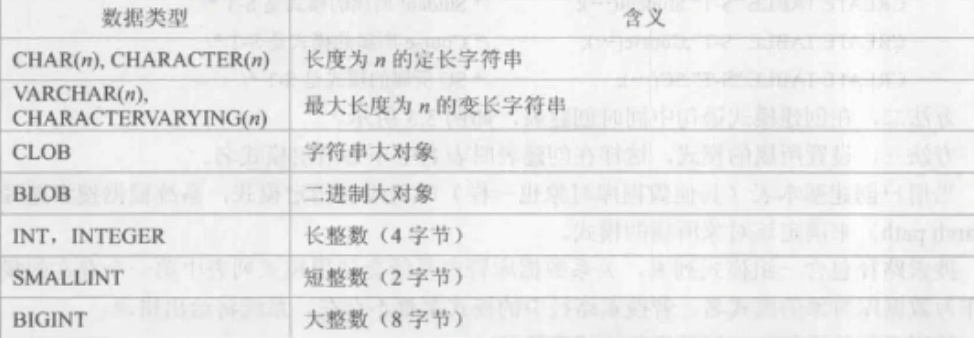 数据类型 含义
CHAR(n), CHARACTER(n) 长度为 n 的定长字符串
VARCHAR(n), 
CHARACTERVARYING(n) 最大长度为 n 的变长字符串
CLOB 字符串大对象
BLOB 二进制大对象
INT，INTEGER 长整数（4 字节）
SMALLINT 短整数（2 字节）
BIGINT 大整数（8 字节）